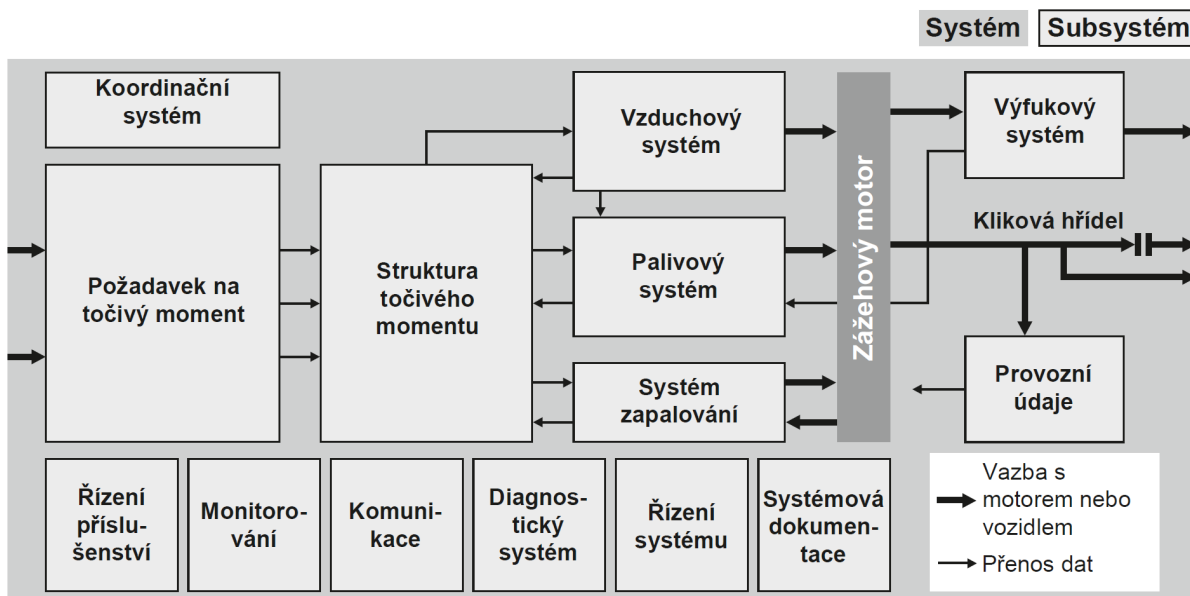 Systém
Subsystém
Koordinační
systém
Vzduchový
systém
Výfukový
systém
Zážehový motor
Kliková hřídel
Požadavek na
točivý moment
Struktura
točivého
momentu
Palivový
systém
Systém
zapalování
Provozní
údaje
Řízení
příslu-
šenství
Monitoro-
vání
Komuni-
kace
Diagnos-
tický
systém
Řízení
systému
Systémová
dokumen-
tace
Vazba s
motorem nebo
vozidlem
Přenos dat